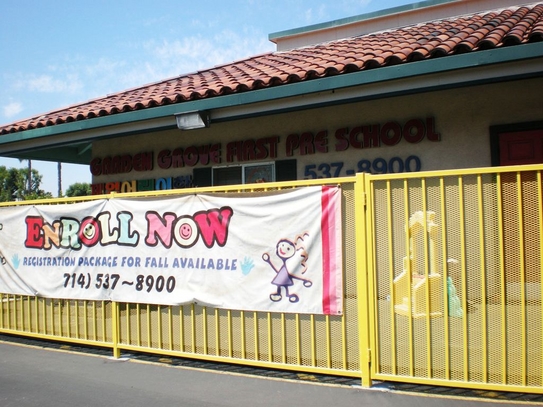 GARDEN GROVE FIRST PRE SCHOOL
537-8900
ENROLL NOW
REGISTRATION PACKAGE FOR FALL AVAILABLE
714) 537~8900